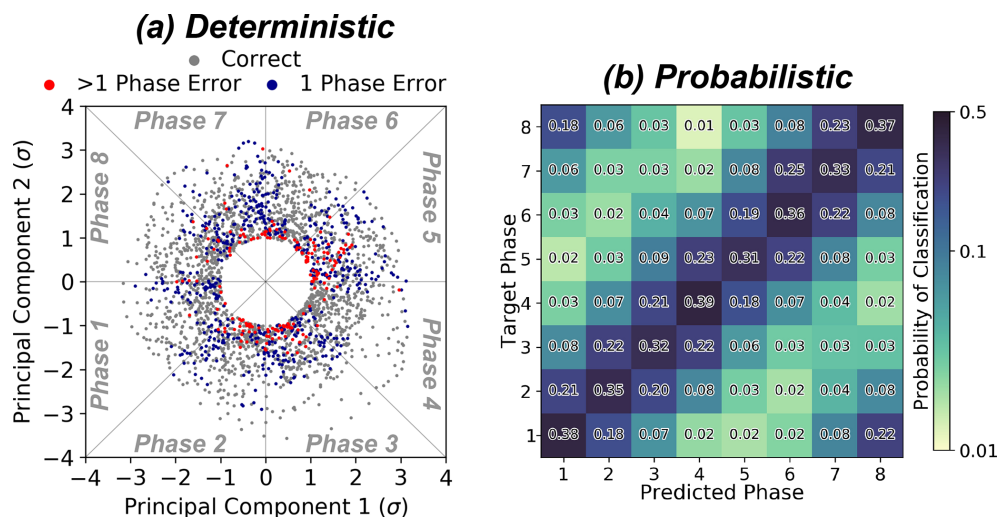 (a) Deterministic
Correct
>1 Phase Error
1 Phase Error
Principal Component 2 (σ)
4
3
2
1
0
−1
−2
−3
−4
Phase 7
Phase 6
Phase 8
Phase 5
Phase 1
Phase 4
Phase 2
Phase 3
−4 −3 −2 −1 0 1 2 3 4
Principal Component 1 (σ)
(b) Probabilistic
Target Phase
8 0.18 0.06 0.03 0.01 0.03 0.08 0.23 0.37
7 0.06 0.03 0.03 0.02 0.08 0.25 0.33 0.21
6 0.03 0.02 0.04 0.07 0.19 0.36 0.22 0.08
5 0.02 0.03 0.09 0.23 0.31 0.22 0.08 0.03
4 0.03 0.07 0.21 0.39 0.18 0.07 0.04 0.02
3 0.08 0.22 0.32 0.22 0.06 0.03 0.03 0.03
2 0.21 0.35 0.20 0.08 0.03 0.02 0.04 0.08
1 0.38 0.18 0.07 0.02 0.02 0.03 0.08 0.22
1 2 3 4 5 6 7 8
Predicted Phase
Probability of Classification
0.5
0.1
0.01